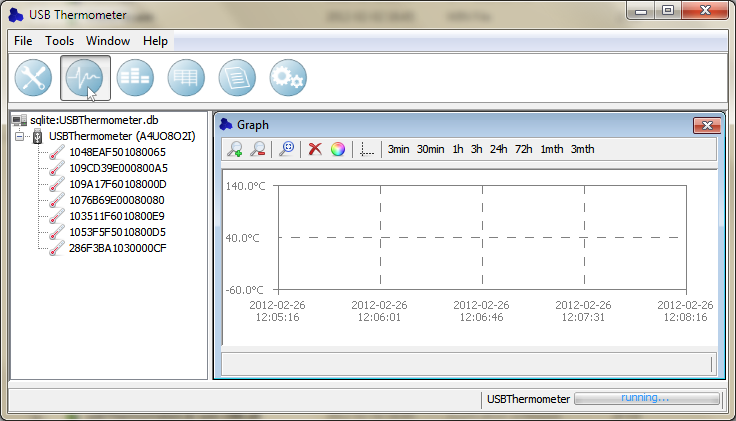 USB Thermometer
File Tools Window Help
sqlite:USBThermometer.db
USBThermometer (A4UO8O2I)
1048EAF501080065
109CD39E000800A5
109A17F60108000D
1076B69E00080080
103511F6010800E9
1053F5F5010800D5
286F3BA1030000CF
Graph
3min 30min 1h 3h 24h 72h 1mth 3mth
140.0°C
40.0°C
-60.0°C
2012-02-26 2012-02-26 2012-02-26 2012-02-26 2012-02-26
12:05:16 12:06:01 12:06:46 12:07:31 12:08:16
USBThermometer running...